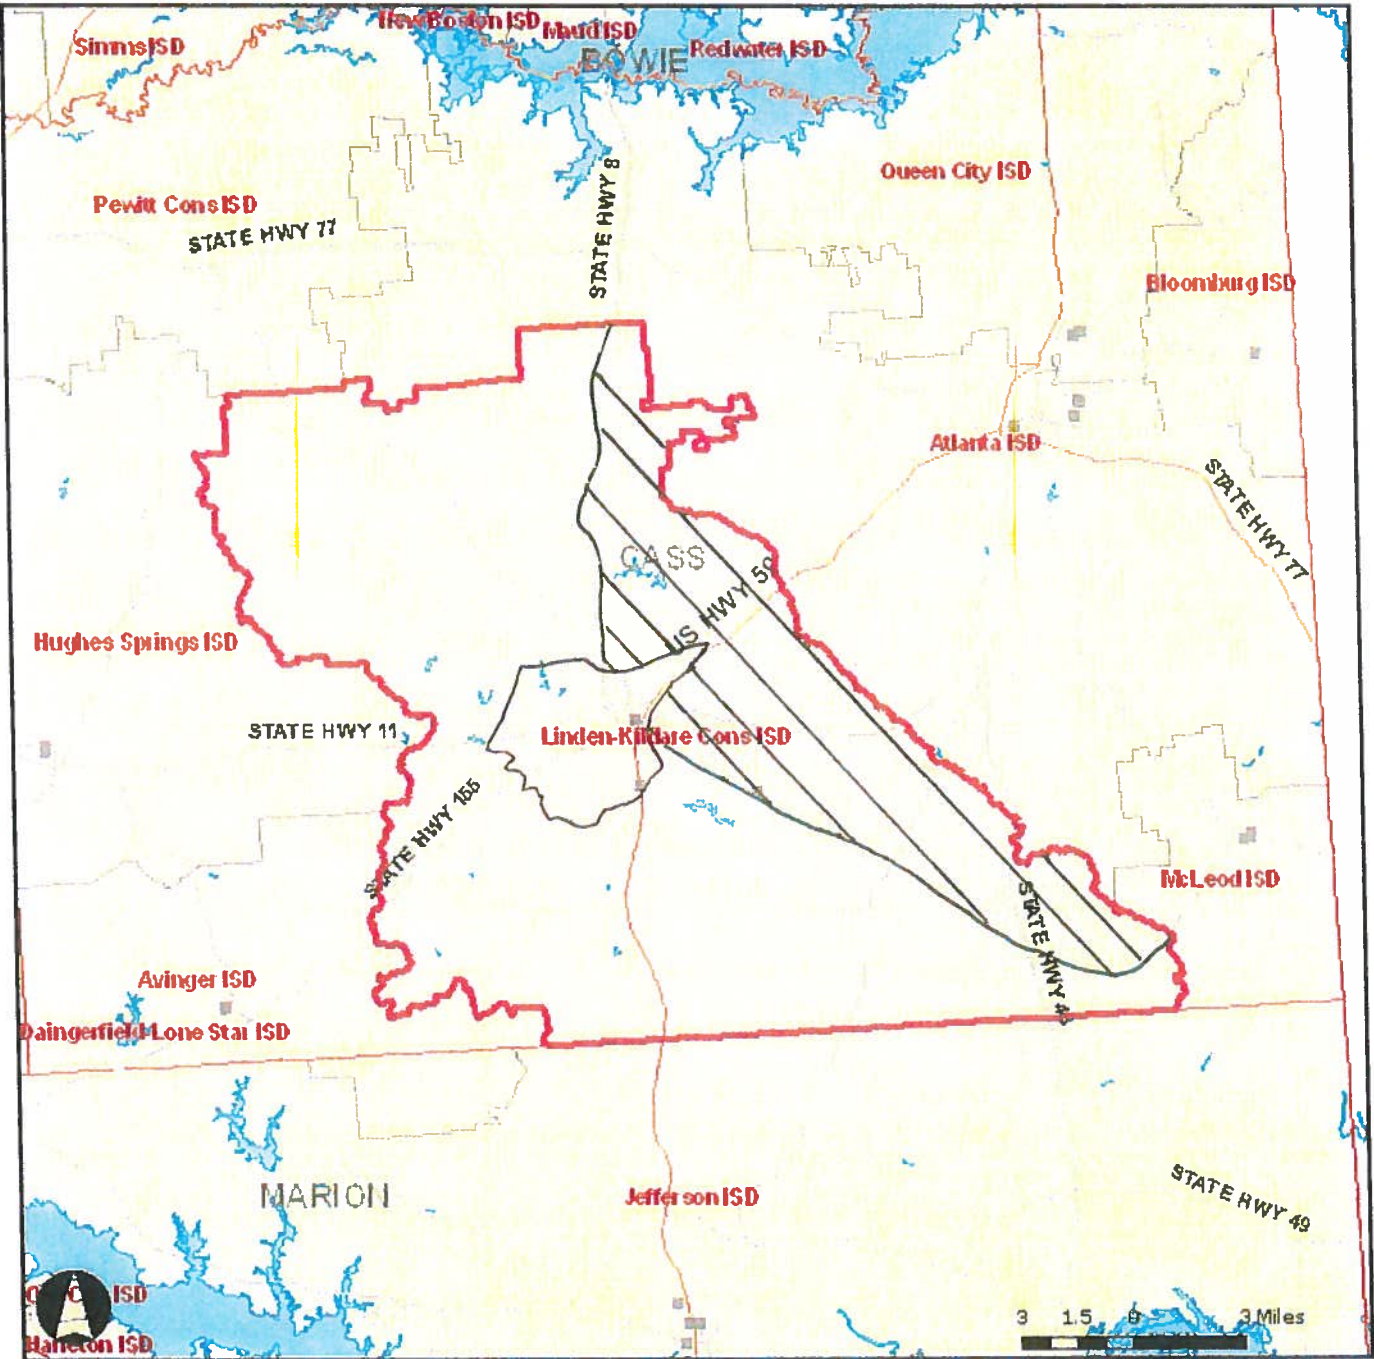 New Boston ISD
Maud ISD
Simms ISD
Redwater ISD
BOWIE
Queen City ISD
Pewitt Cons ISD
STATE HWY 77
STATE HWY 8
Bloomburg ISD
Atlanta ISD
STATE HWY 77
CASS
US HWY 59
Hughes Springs ISD
STATE HWY 11
Linden-Kildare Cons ISD
STATE HWY 155
McLeod ISD
STATE HWY 43
Avinger ISD
Daingerfield-Lone Star ISD
MARION
Jefferson ISD
STATE HWY 49
ISD
3 1.5 0 3 Miles
ISD